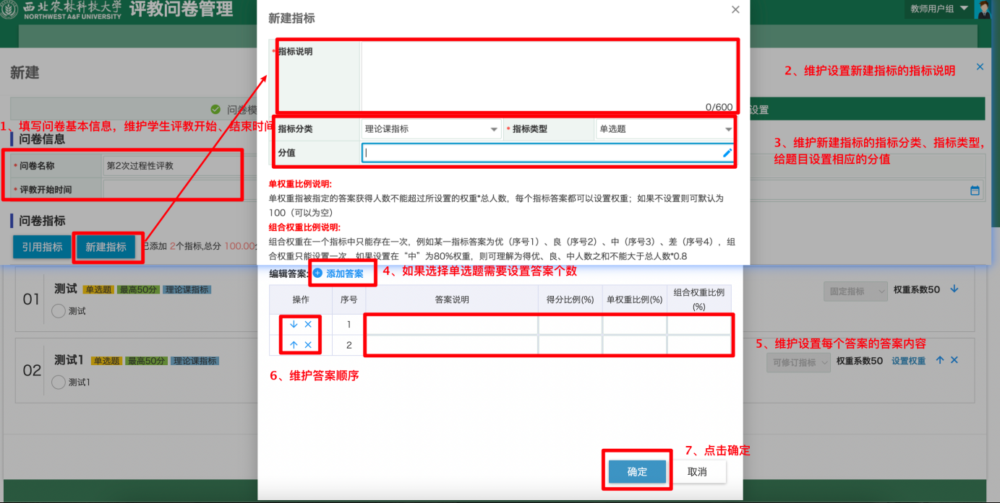 西北农林科技大学
NORTHWEST A&F UNIVERSITY
评教问卷管理
教师用户组
新建
问卷模
设置
1、填写问卷基本信息，维护学生评教开始、结束时间
问卷信息
*问卷名称
第2次过程性评教
*评教开始时间
问卷指标
引用指标
新建指标
已添加 2个指标,总分 100.00分
新建指标
*指标说明
0/600
2、维护设置新建指标的指标说明
指标分类
理论课指标
*指标类型
单选题
分值
3、维护新建指标的指标分类、指标类型，
给题目设置相应的分值
单权重比例说明:
单权重指被指定的答案获得人数不能超过所设置的权重*总人数，每个指标答案都可以设置权重；如果不设置则可默认为
100（可以为空）
组合权重比例说明:
组合权重在一个指标中只能存在一次，例如某一指标答案为优（序号1）、良（序号2）、中（序号3）、差（序号4），组
合权重只能设置一次，如果设置在“中”为80%权重，则可理解为得优、良、中人数之和不能大于总人数*0.8
编辑答案:
添加答案
4、如果选择单选题需要设置答案个数
操作
序号
答案说明
得分比例(%)
单权重比例(%)
组合权重比例
(%)
1
2
5、维护设置每个答案的答案内容
6、维护答案顺序
01
测试
单选题
最高50分
理论课指标
测试
固定指标
权重系数50
02
测试1
单选题
最高50分
理论课指标
测试1
可修订指标
权重系数50
设置权重
7、点击确定
确定
取消